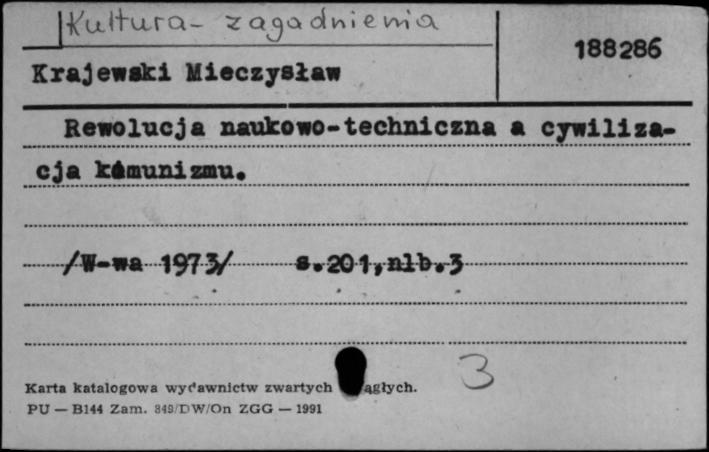 Kultura - zagadnienia
188286
Krajewski Mieczysław
Rewolucja naukowo-techniczna a cywiliza-
cja komunizmu.
/W-wa 1973/ s.201,nlb.3
3
Karta katalogowa wydawnictw zwartych
PU — B144 Zam. 849/DW/On ZGG — 1991